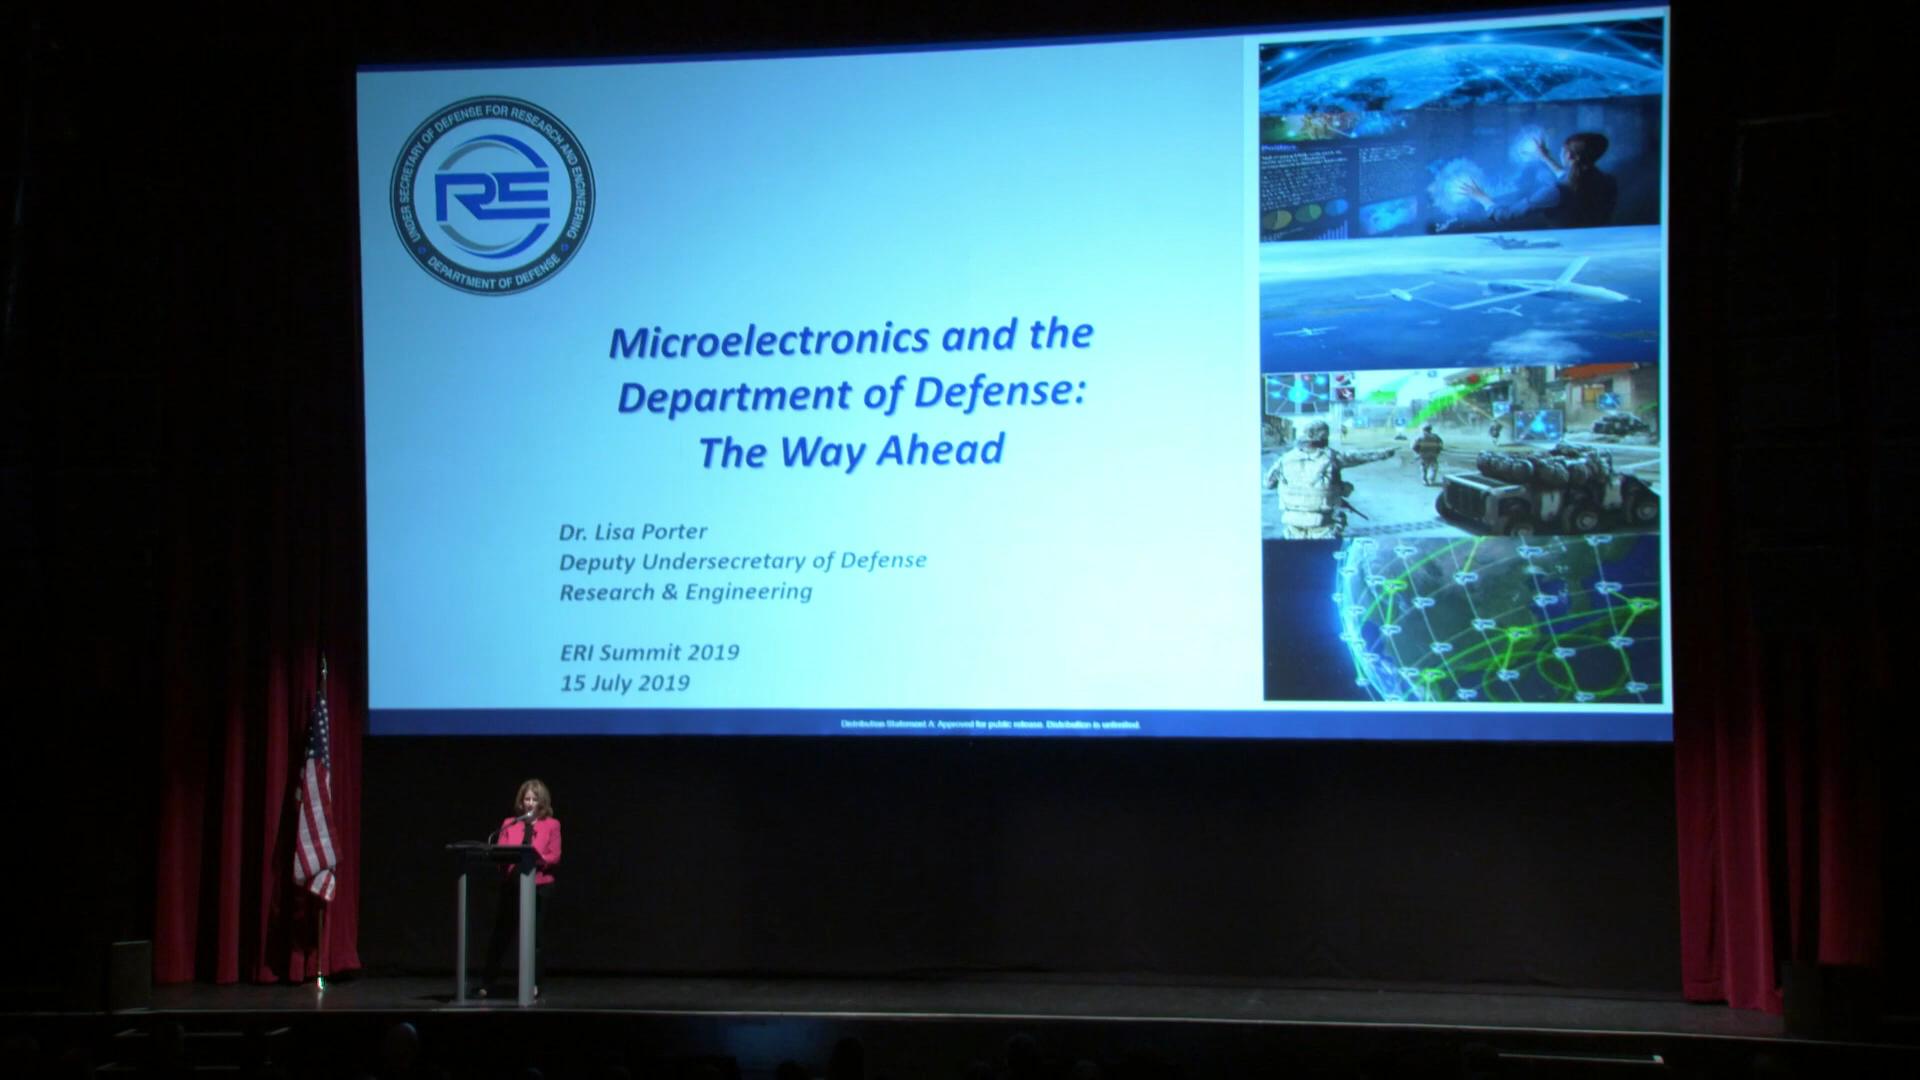 UNDER SECRETARY OF DEFENSE FOR RESEARCH AND ENGINEERING
DEPARTMENT OF DEFENSE
RE
Microelectronics and the
Department of Defense:
The Way Ahead
Dr. Lisa Porter
Deputy Undersecretary of Defense
Research & Engineering
ERI Summit 2019
15 July 2019
Distribution Statement A: Approved for public release. Distribution is unlimited.